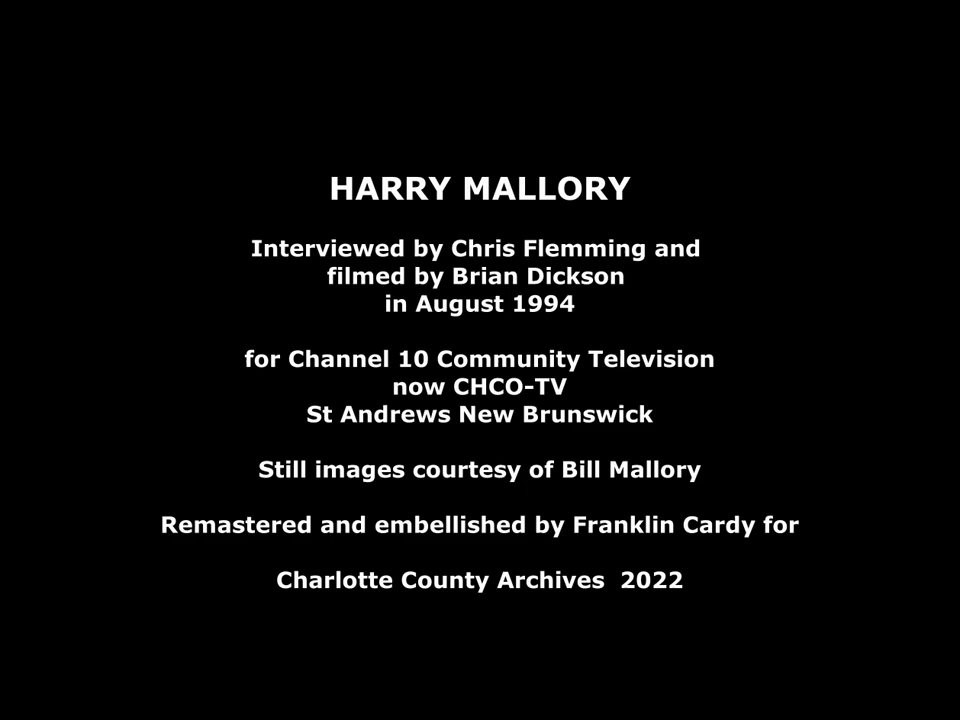 HARRY MALLORY
Interviewed by Chris Flemming and
filmed by Brian Dickson
in August 1994
for Channel 10 Community Television
now CHCO-TV
St Andrews New Brunswick
Still images courtesy of Bill Mallory
Remastered and embellished by Franklin Cardy for
Charlotte County Archives  2022